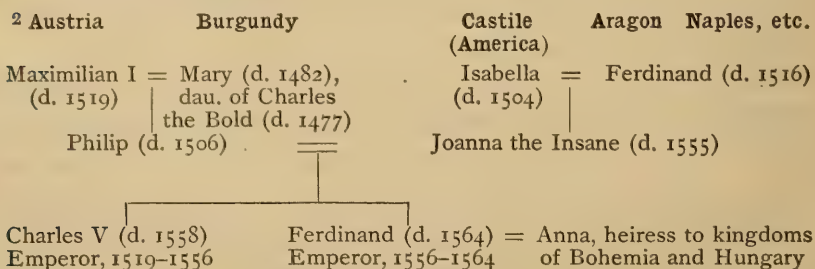 2 Austria Burgundy Castile Aragon Naples, etc.
(America)
Maximilian I = Mary (d. 1482), Isabella = Ferdinand (d. 1516)
(d. 1519) dau. of Charles (d. 1504)
the Bold (d. 1477)
Philip (d. 1506) Joanna the Insane (d. 1555)
Charles V (d. 1558) Ferdinand (d. 1564) = Anna, heiress to kingdoms
Emperor, 1519–1556 Emperor, 1556–1564 of Bohemia and Hungary